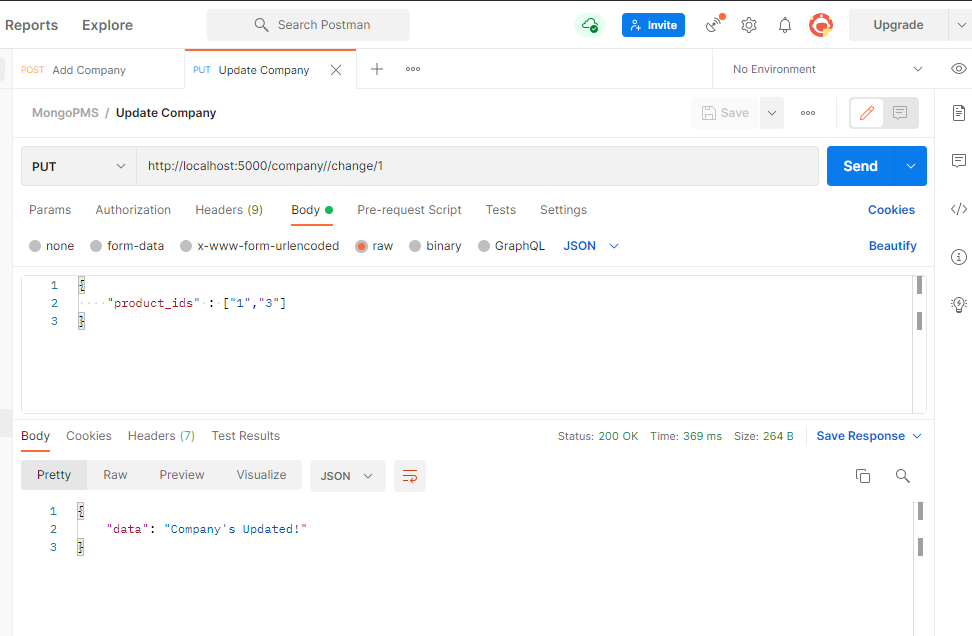 Reports Explore Search Postman Invite Upgrade
POST Add Company PUT Update Company No Environment
MongoPMS / Update Company Save
PUT http://localhost:5000/company//change/1 Send
Params Authorization Headers (9) Body Pre-request Script Tests Settings Cookies
none form-data x-www-form-urlencoded raw binary GraphQL JSON Beautify
1 {
2 ····"product_ids"·:·["1","3"]
3 }
Body Cookies Headers (7) Test Results Status: 200 OK Time: 369 ms Size: 264 B Save Response
Pretty Raw Preview Visualize JSON
1 {
2 "data": "Company's Updated!"
3 }